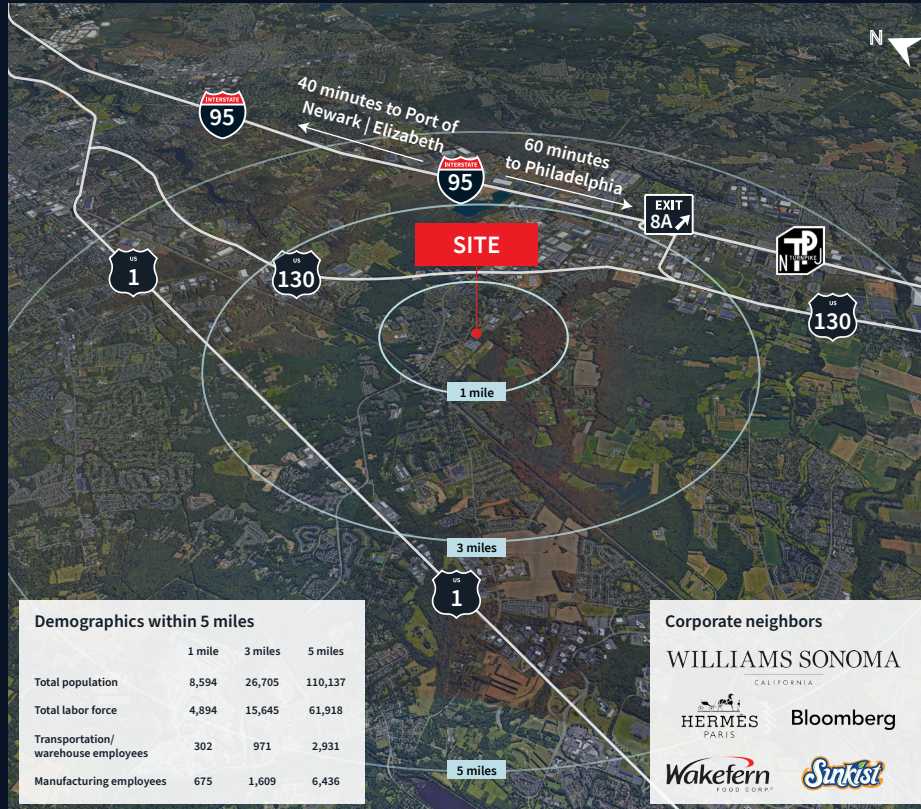 N
INTERSTATE
95
40 minutes to Port of
Newark | Elizabeth
INTERSTATE
95
60 minutes
to Philadelphia
EXIT
8A
N TP
TURNPIKE
SITE
US
1
US
130
US
130
1 mile
3 miles
US
1
5 miles
Demographics within 5 miles
1 mile 3 miles 5 miles
Total population 8,594 26,705 110,137
Total labor force 4,894 15,645 61,918
Transportation/
warehouse employees 302 971 2,931
Manufacturing employees 675 1,609 6,436
Corporate neighbors
WILLIAMS SONOMA
CALIFORNIA
HERMÈS
PARIS
Bloomberg
Wakefern
FOOD CORP.®
Sunkist